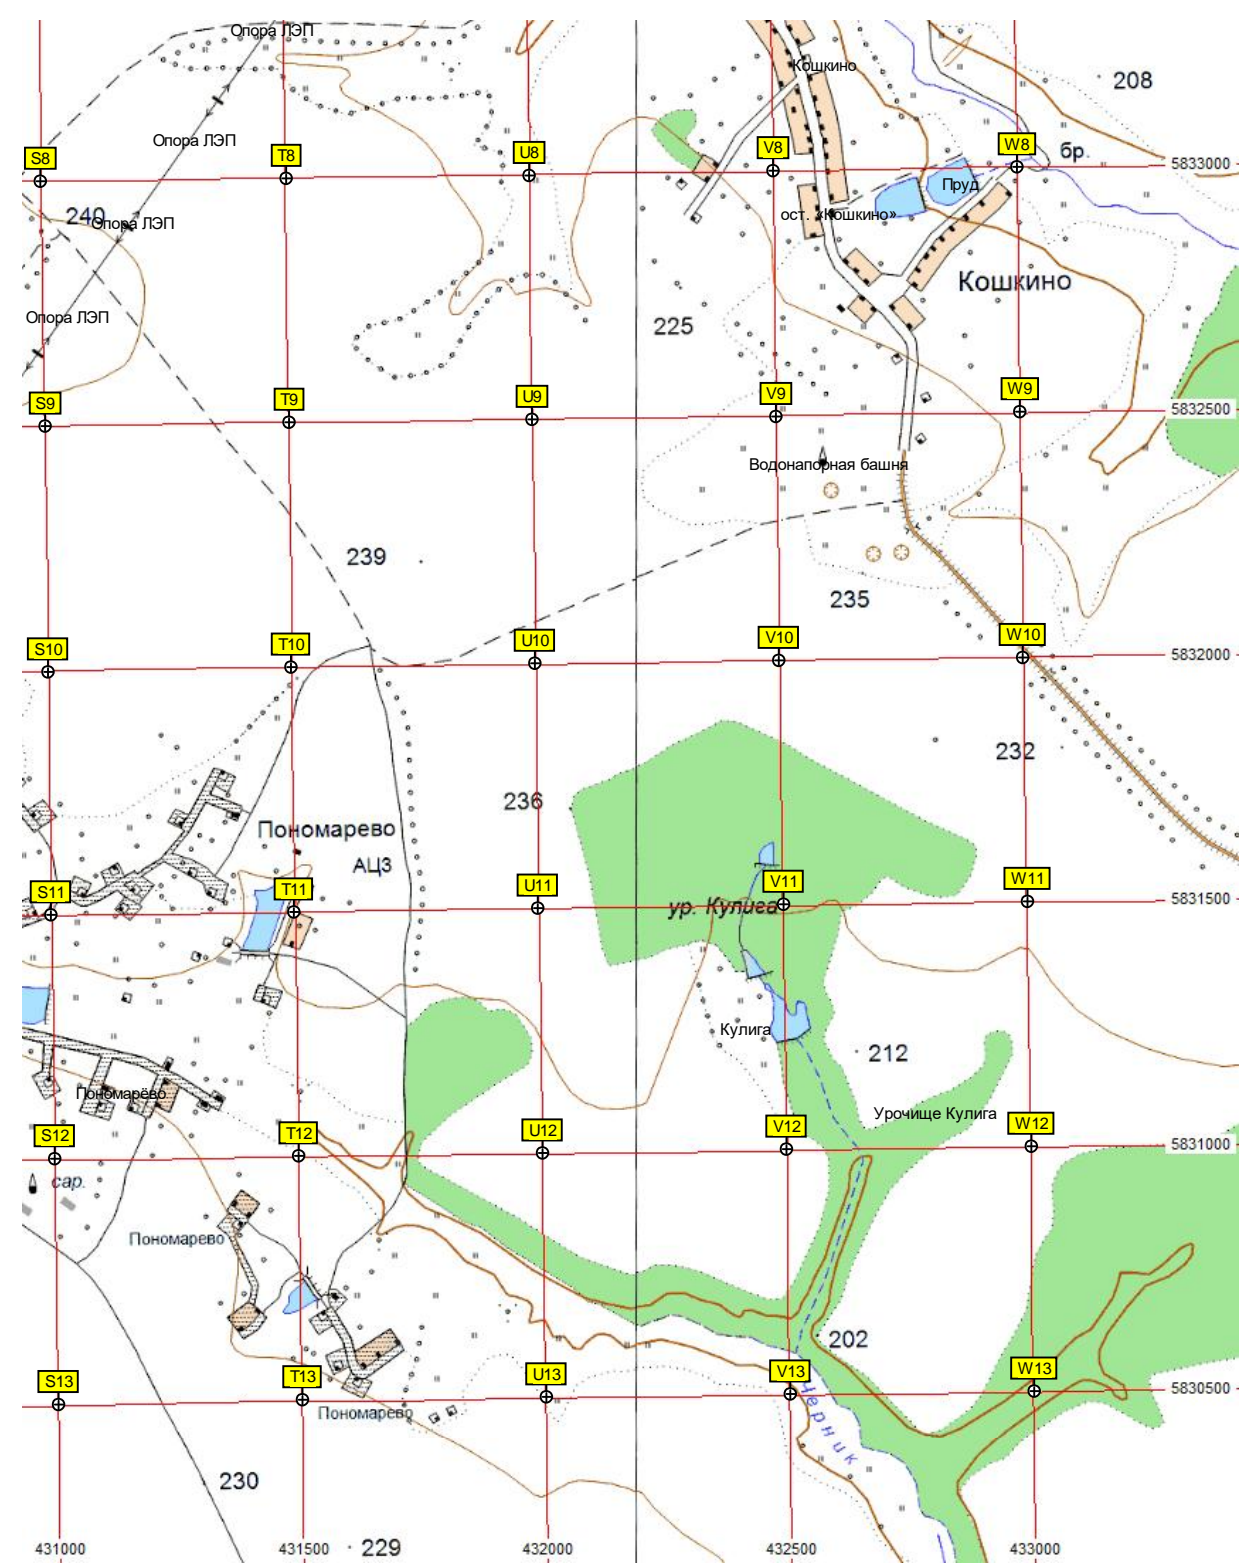 Опора ЛЭП
Кошкино
208
Опора ЛЭП
S8
T8
U8
V8
W8
бр.
5833000
Пруд
240
Опора ЛЭП
ост. «Кошкино»
Кошкино
Опора ЛЭП
225
S9
T9
U9
V9
W9
5832500
Водонапорная башня
239
235
S10
T10
U10
V10
W10
5832000
232
236
Пономарево
АЦЗ
S11
T11
U11
V11
W11
5831500
ур. Кулига
Кулига
212
Пономарёво
Урочище Кулига
S12
T12
U12
V12
W12
5831000
сар.
Пономарево
202
S13
T13
U13
V13
W13
5830500
Пономарево
Черник
230
229
431000
431500
432000
432500
433000